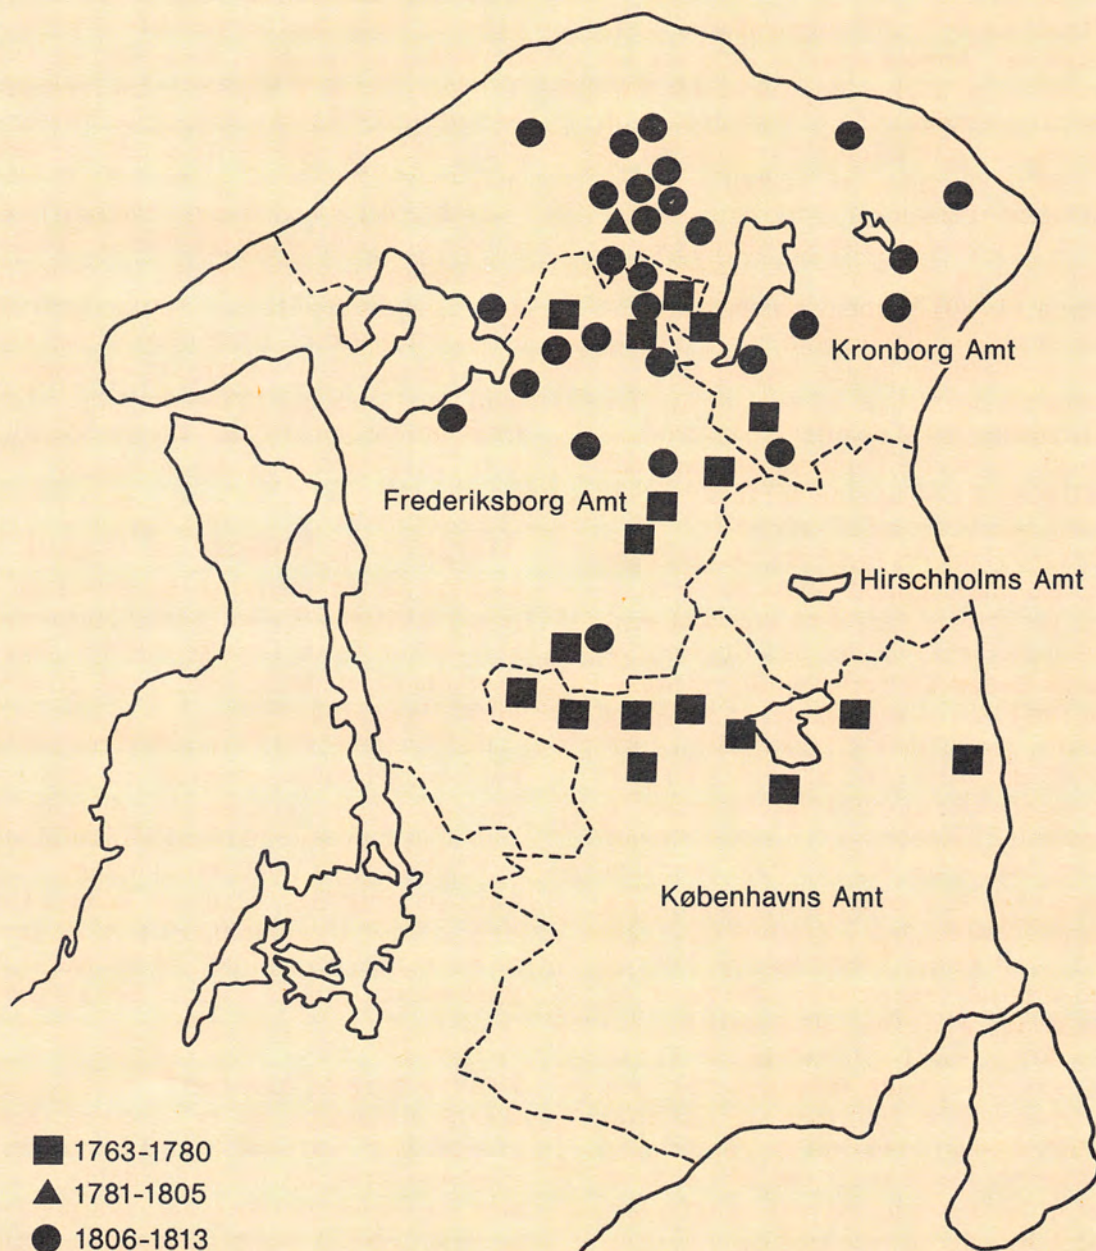 Kronborg Amt
Frederiksborg Amt
Hirschholms Amt
Københavns Amt
1763-1780
1781-1805
1806-1813